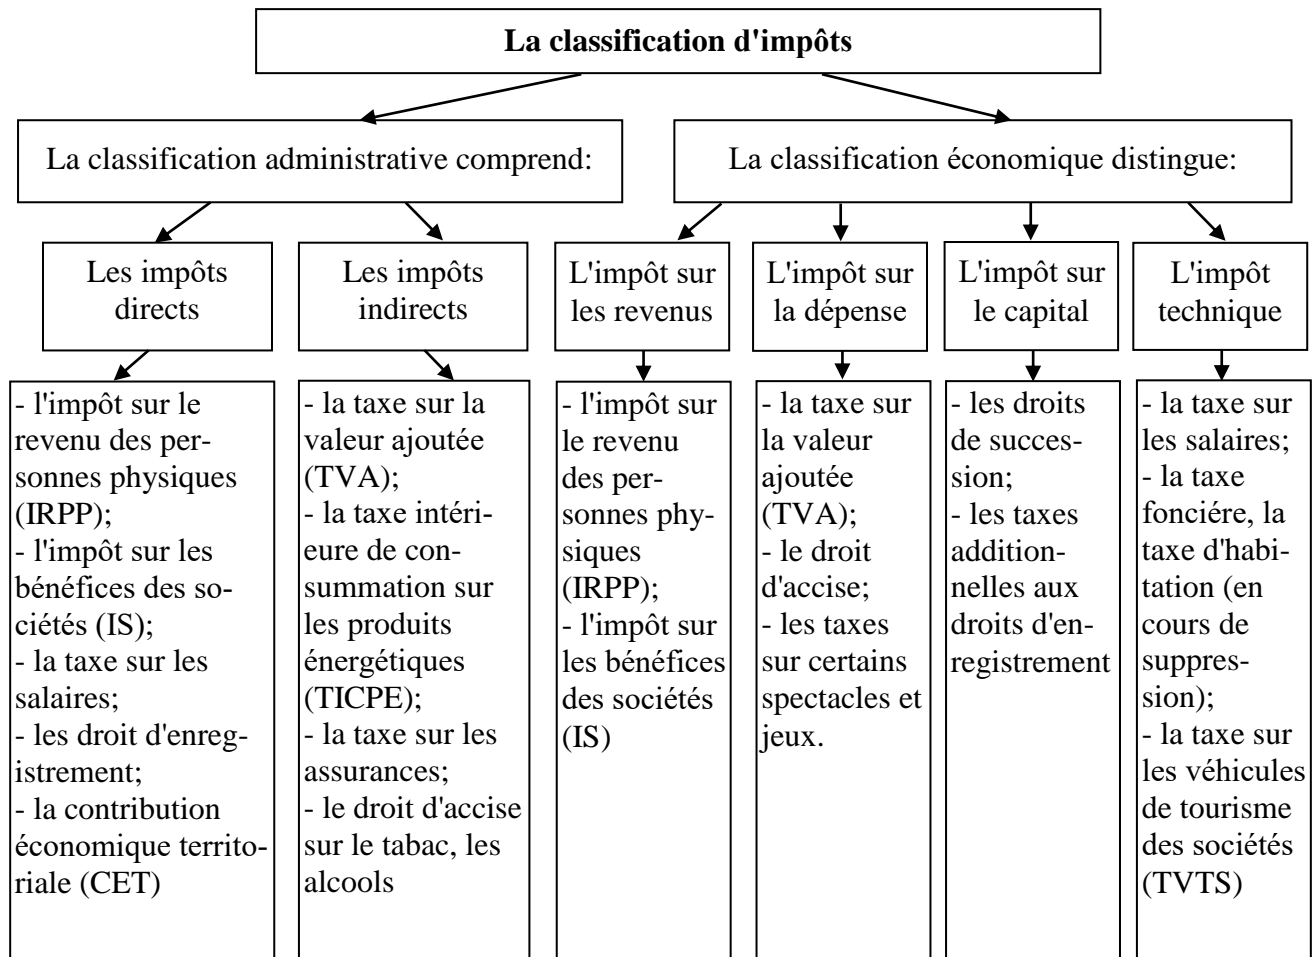 La classification d'impôts
La classification administrative comprend:
La classification économique distingue:
Les impôts
directs
Les impôts
indirects
L'impôt sur
les revenus
L'impôt sur
la dépense
L'impôt sur
le capital
L'impôt
technique
- l'impôt sur le
revenu des per-
sonnes physiques
(IRPP);
- l'impôt sur les
bénéfices des so-
ciétés (IS);
- la taxe sur les
salaires;
- les droit d'enreg-
istrement;
- la contribution
économique territo-
riale (CET)
- la taxe sur la
valeur ajoutée
(TVA);
- la taxe intéri-
eure de con-
summation sur
les produits
énergétiques
(TICPE);
- la taxe sur les
assurances;
- le droit d'accise
sur le tabac, les
alcools
- l'impôt sur
le revenu
des per-
sonnes phy-
siques
(IRPP);
- l'impôt sur
les bénéfices
des sociétés
(IS)
- la taxe sur
la valeur
ajoutée
(TVA);
- le droit
d'accise;
- les taxes
sur certains
spectacles et
jeux.
- les droits
de succes-
sion;
- les taxes
addition-
nelles aux
droits d'en-
registrement
- la taxe sur
les salaires;
- la taxe
fonciére, la
taxe d'habi-
tation (en
cours de
suppres-
sion);
- la taxe sur
les véhicules
de tourisme
des sociétés
(TVTS)